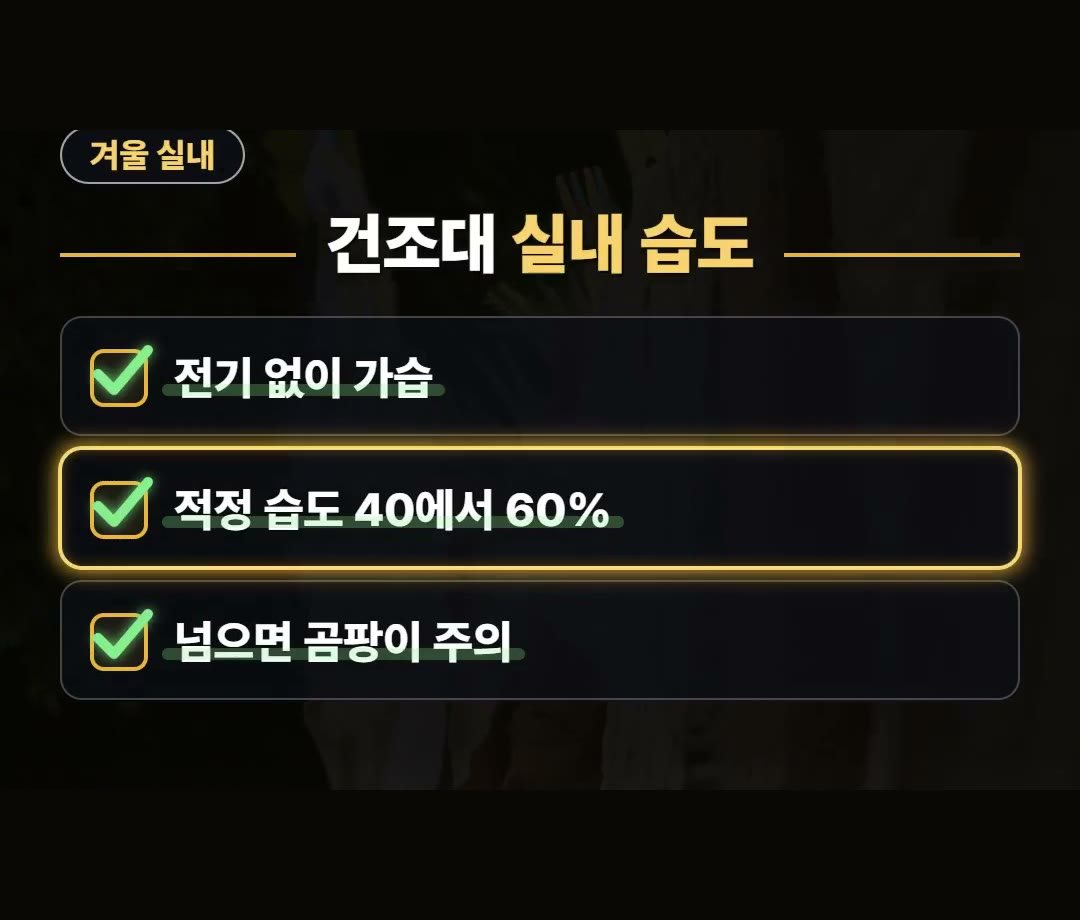 겨울 실내
건조대 실내 습도
전기 없이 가습
적정 습도 40에서 60%
넘으면 곰팡이 주의